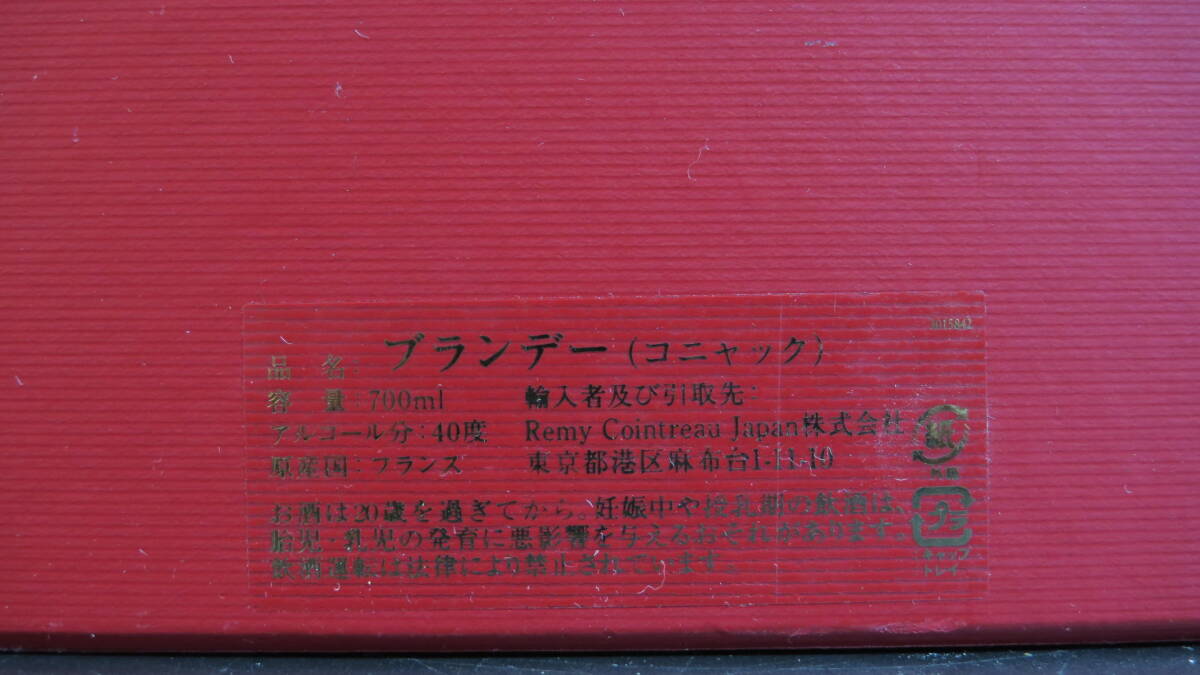 3015842
品 名: ブランデー(コニャック)
容 量:700ml 輸入者及び引取先:
アルコール分:40度 Remy Cointreau Japan株式会社
原産国:フランス 東京都港区麻布台1-11-10
お酒は20歳を過ぎてから。妊娠中や授乳期の飲酒は、
胎児・乳児の発育に悪影響を与えるおそれがあります。
飲酒運転は法律により禁止されています。
紙
外箱
プラ
キャップ
トレイ